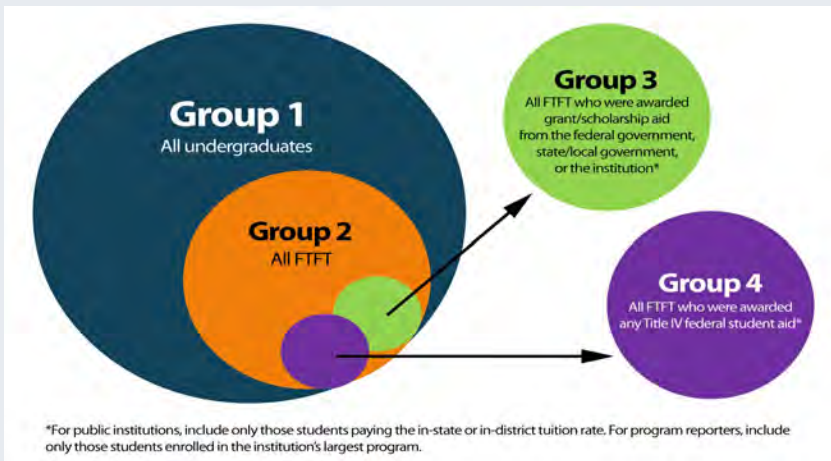 Group 1
All undergraduates
Group 2
All FTFT
Group 3
All FTFT who were awarded
grant/scholarship aid
from the federal government,
state/local government,
or the institution*
Group 4
All FTFT who were awarded
any Title IV federal student aid*
*For public institutions, include only those students paying the in-state or in-district tuition rate. For program reporters, include
only those students enrolled in the institution's largest program.